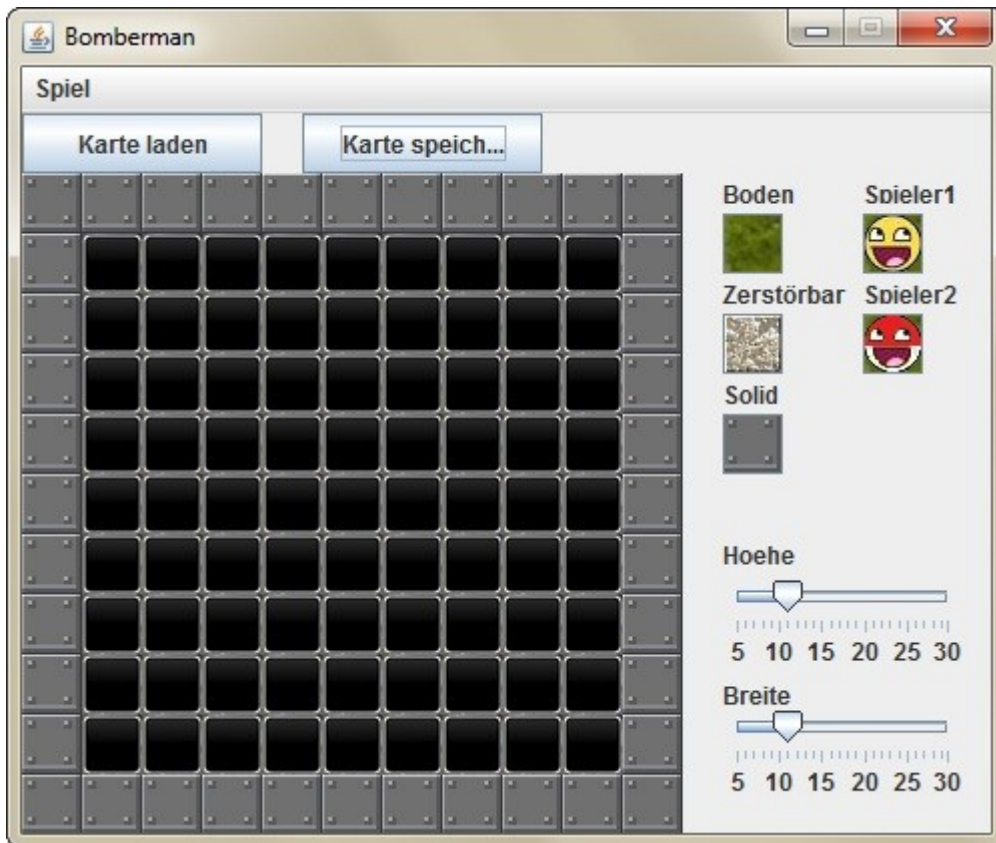 Bomberman
Spiel
Karte laden
Karte speich...
Boden
Spieler1
Zerstörbar
Spieler2
Solid
Hoehe
5 10 15 20 25 30
Breite
5 10 15 20 25 30